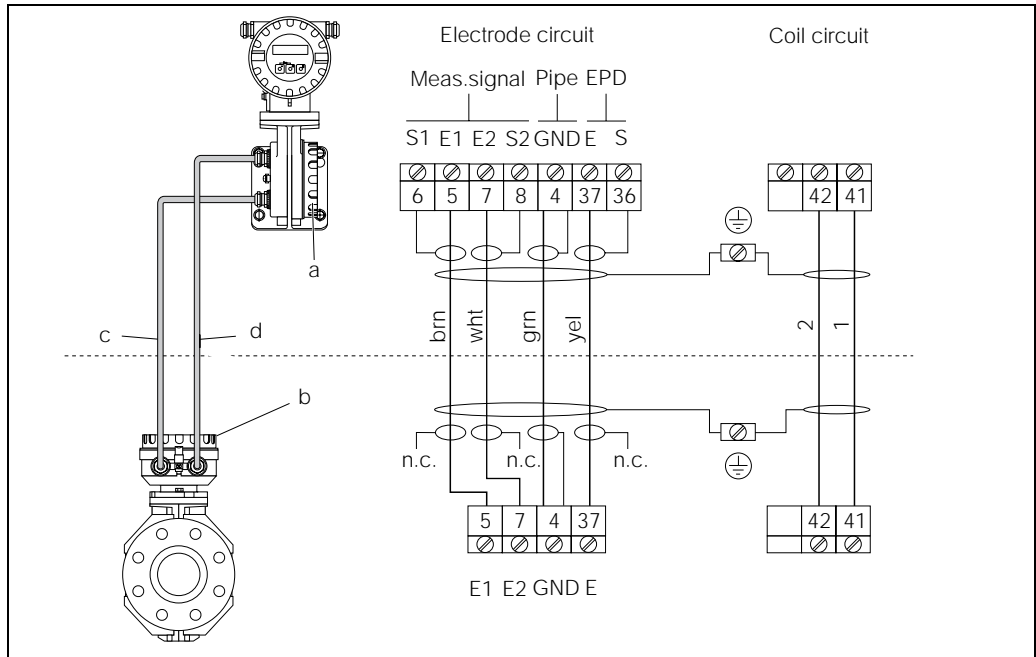 Electrode circuit
Coil circuit
Meas.signal Pipe EPD
S1 E1 E2 S2 GND E S
6 5 7 8 4 37 36
42 41
a
brn
wht
grn
yel
2
1
c
d
b
n.c.
n.c.
n.c.
5 7 4 37
42 41
E1 E2 GND E